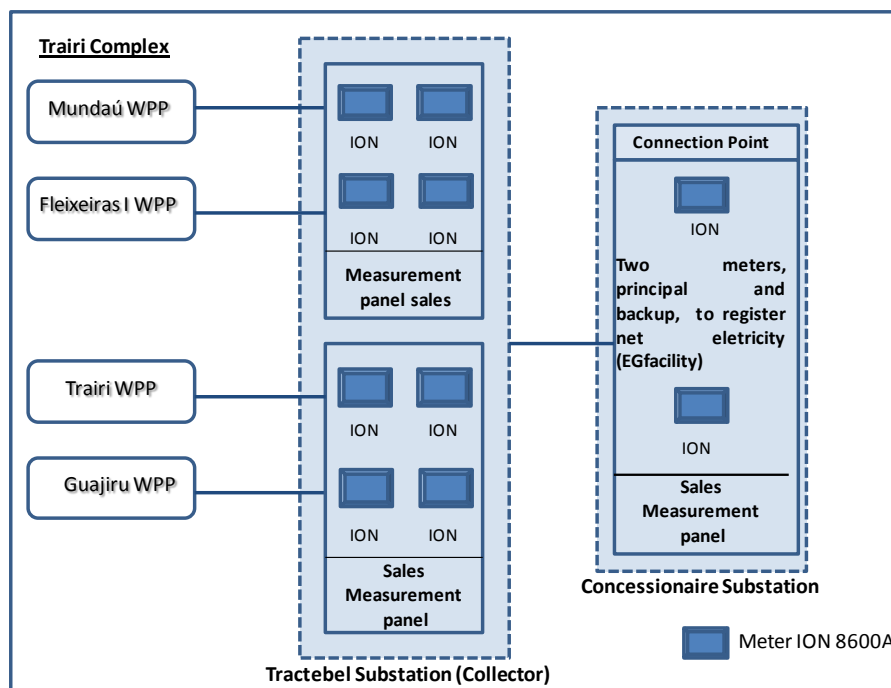 Trairi Complex
Mundaú WPP
Fleixeiras I WPP
Trairi WPP
Guajiru WPP
ION ION
ION ION
Measurement
panel sales
ION ION
ION ION
Sales
Measurement
panel
Tractebel Substation (Collector)
Connection Point
ION
Two meters,
principal and
backup, to register
net eletricity
(EGfacility)
ION
Sales
Measurement
panel
Concessionaire Substation
Meter ION 8600A